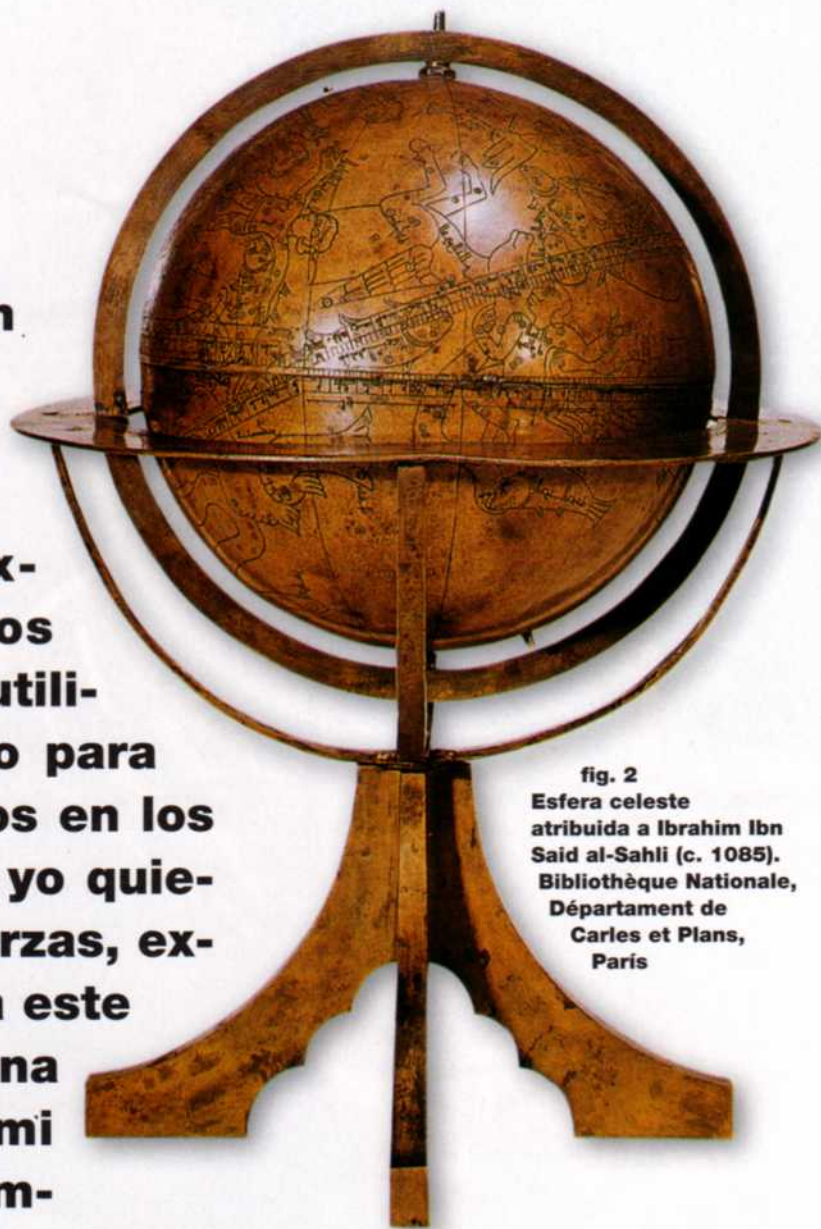 n
x-
os
utili-
o para
os en los
yo quie-
rzas, ex-
a este
na
mi
m-
fig. 2
Esfera celeste
atribuida a Ibrahim Ibn
Said al-Sahli (c. 1085).
Bibliothèque Nationale,
Départament de
Carles et Plans,
París